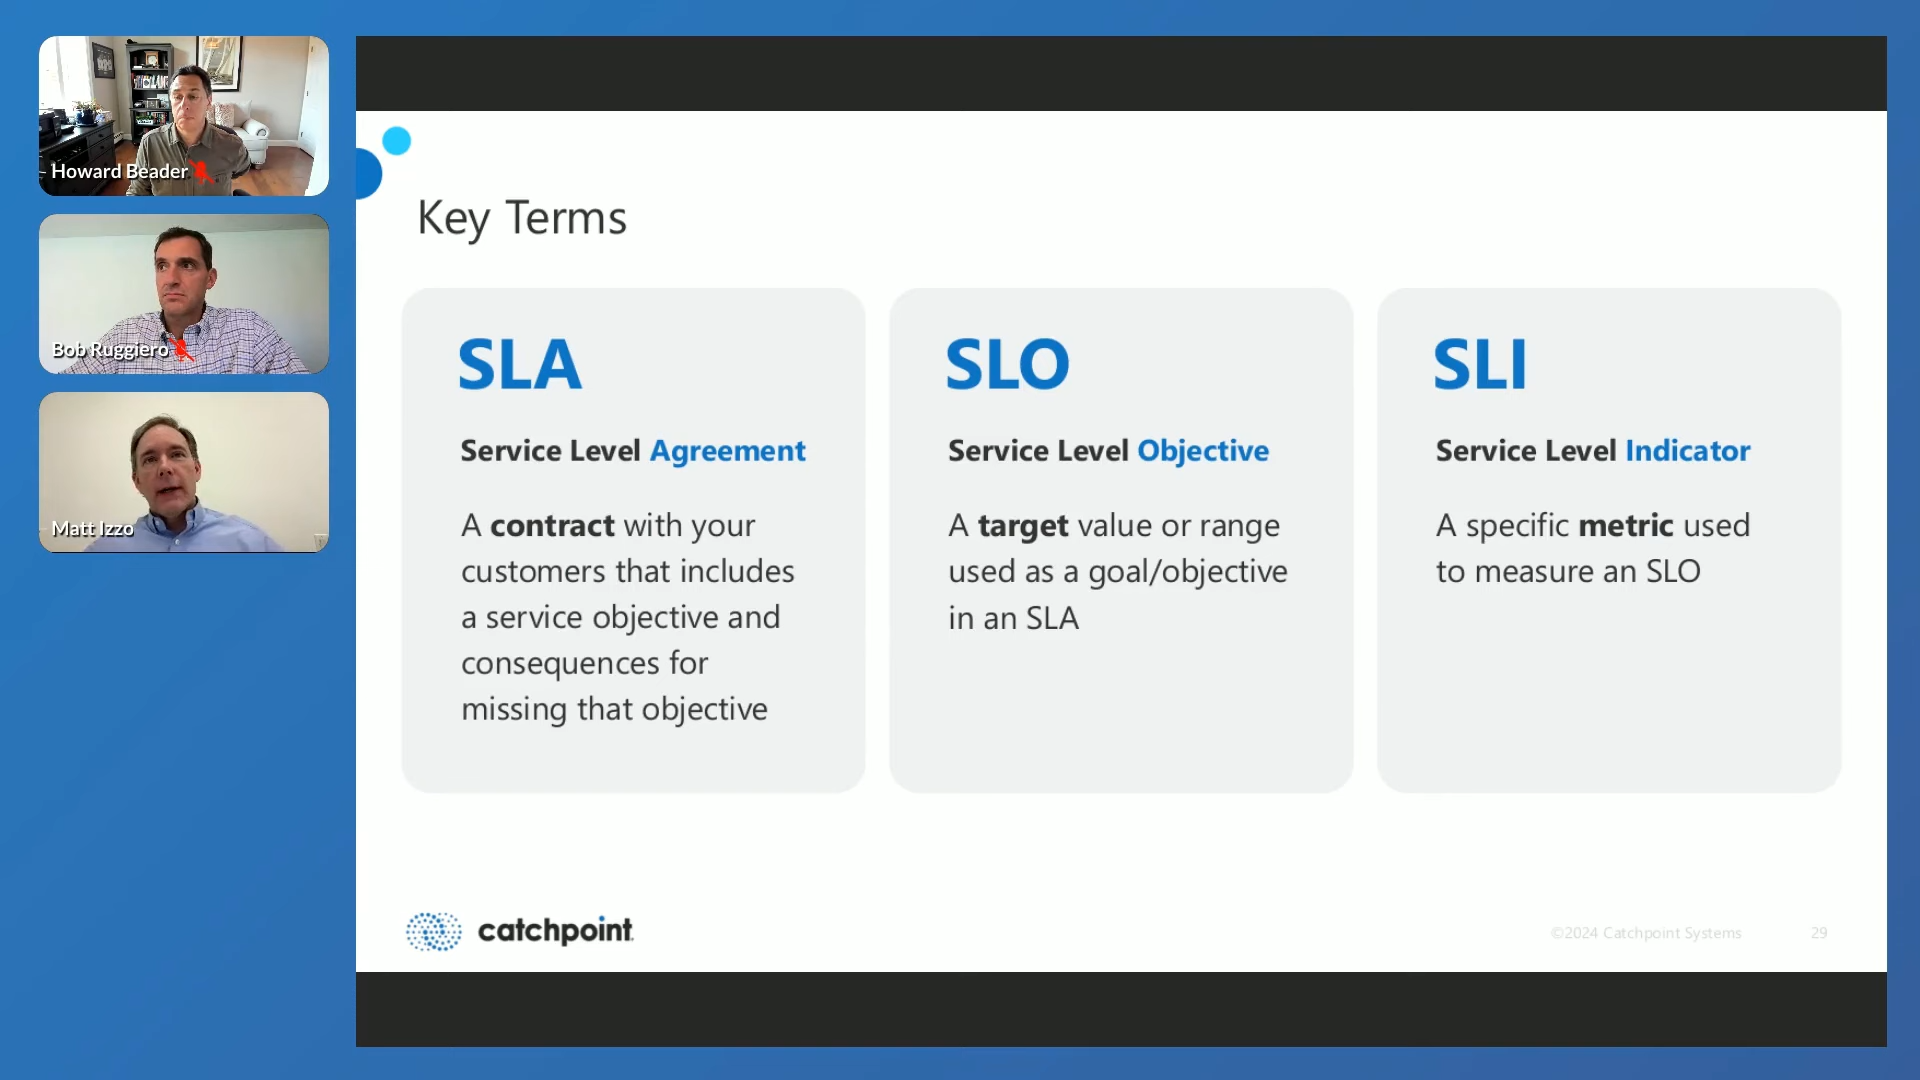 Howard Beader
Bob Ruggiero
Matt Izzo
Key Terms
SLA
Service Level Agreement
A contract with your
customers that includes
a service objective and
consequences for
missing that objective
SLO
Service Level Objective
A target value or range
used as a goal/objective
in an SLA
SLI
Service Level Indicator
A specific metric used
to measure an SLO
catchpoint
©2024 Catchpoint Systems
29